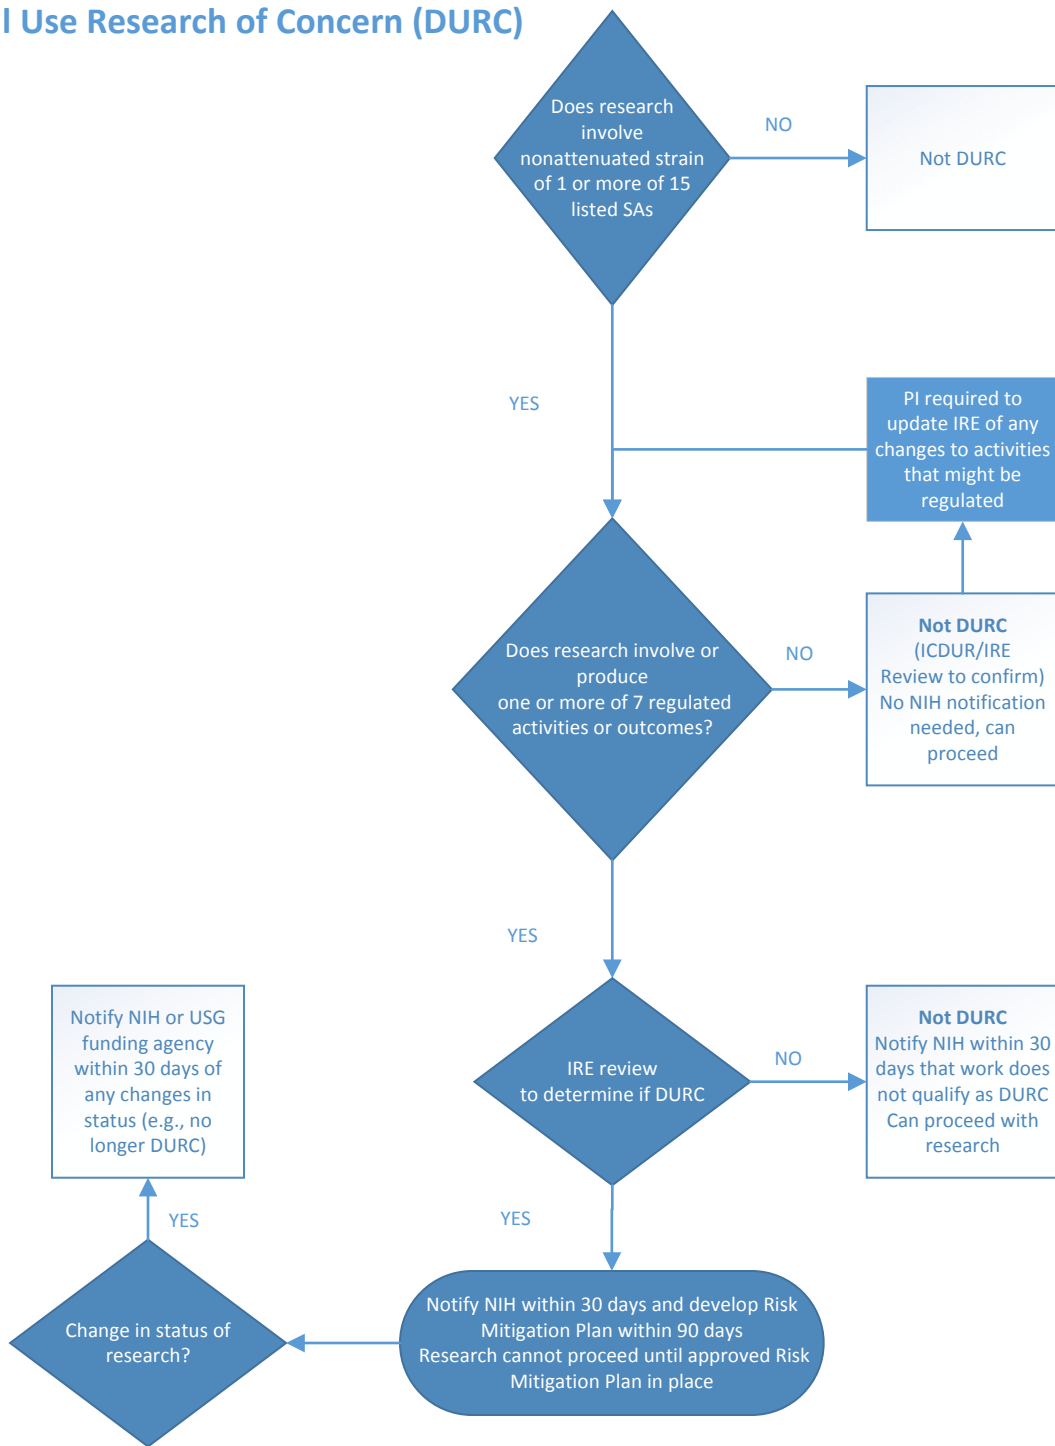 l Use Research of Concern (DURC)
Does research
involve
nonattenuated strain
of 1 or more of 15
listed SAs
NO
Not DURC
YES
PI required to
update IRE of any
changes to activities
that might be
regulated
Does research involve or
produce
one or more of 7 regulated
activities or outcomes?
NO
Not DURC
(ICDUR/IRE
Review to confirm)
No NIH notification
needed, can
proceed
YES
IRE review
to determine if DURC
NO
Not DURC
Notify NIH within 30
days that work does
not qualify as DURC
Can proceed with
research
YES
Notify NIH within 30 days and develop Risk
Mitigation Plan within 90 days
Research cannot proceed until approved Risk
Mitigation Plan in place
Change in status of
research?
YES
Notify NIH or USG
funding agency
within 30 days of
any changes in
status (e.g., no
longer DURC)